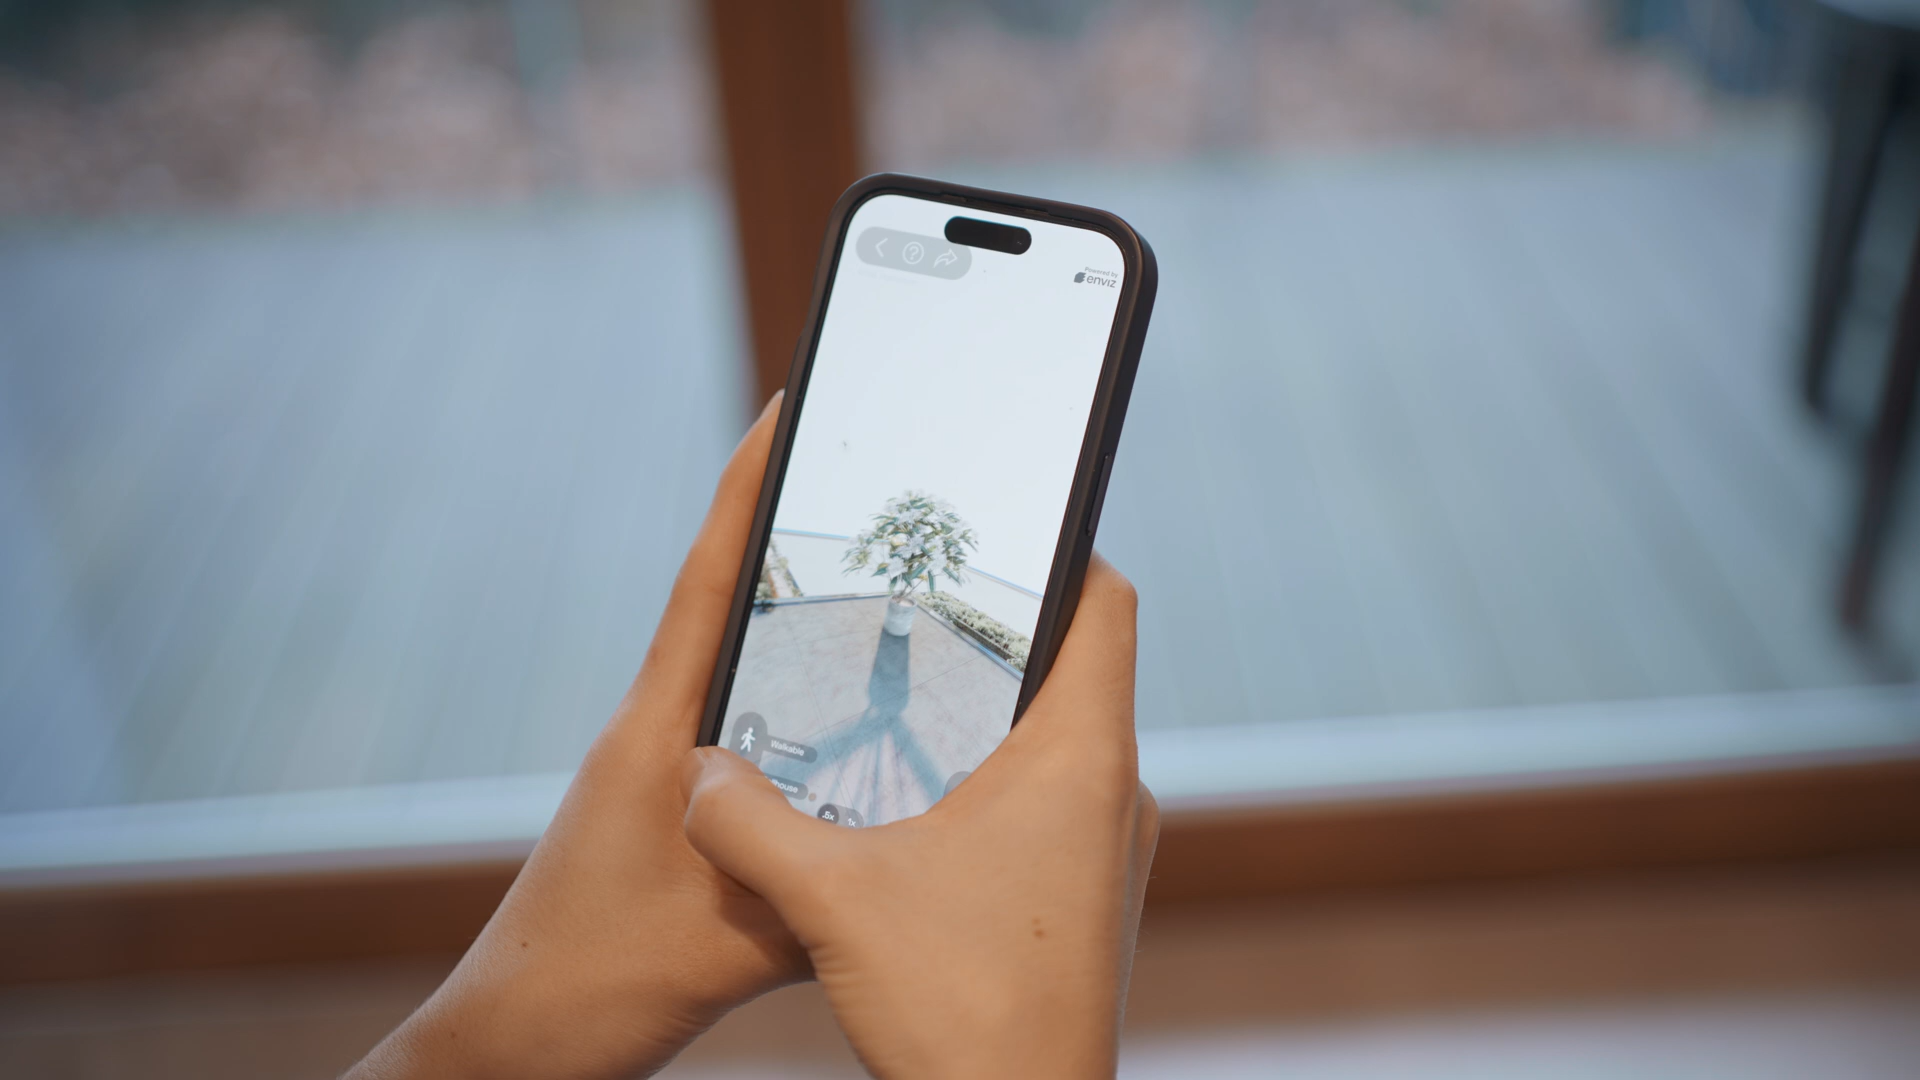 Powered by
enviz
Walkable
.5x 1x